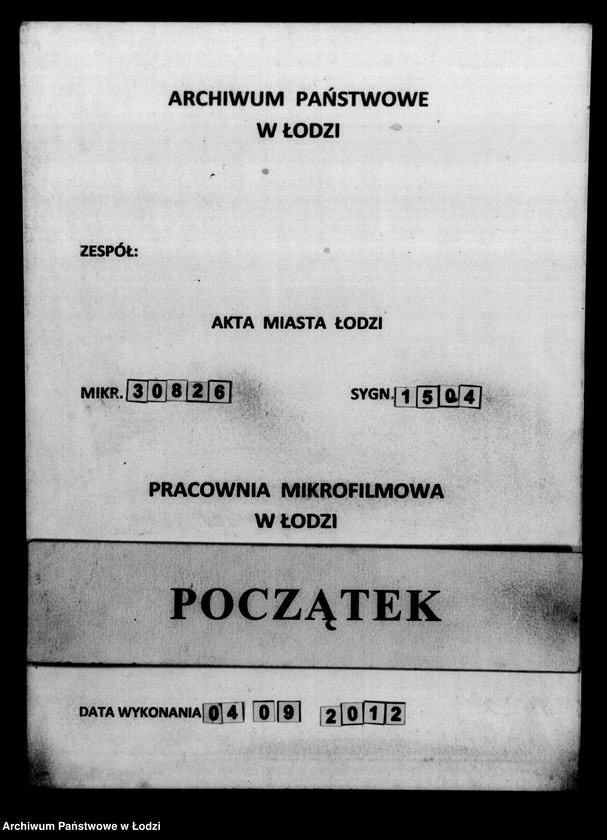 ARCHIWUM PAŃSTWOWE
W ŁODZI
ZESPÓŁ:
AKTA MIASTA ŁODZI
MIKR. 30826 SYGN. 1504
PRACOWNIA MIKROFILMOWA
W ŁODZI
POCZĄTEK
DATA WYKONANIA 04 09 2012
Archiwum Państwowe w Łodzi